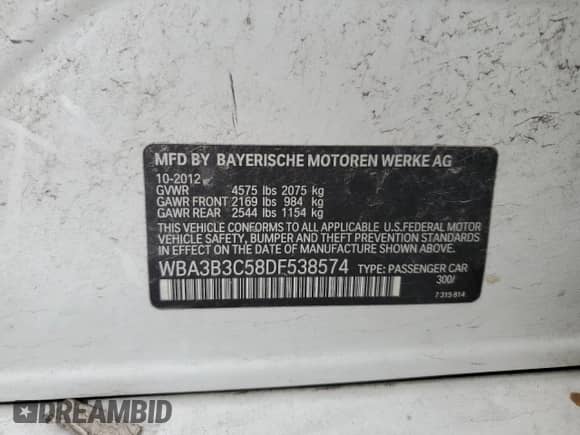 MFD BY BAYERISCHE MOTOREN WERKE AG
10-2012
GVWR 4575 lbs 2075 kg
GAWR FRONT 2169 lbs 984 kg
GAWR REAR 2544 lbs 1154 kg
THIS VEHICLE CONFORMS TO ALL APPLICABLE U.S.FEDERAL MOTOR
VEHICLE SAFETY, BUMPER AND THEFT PREVENTION STANDARDS IN
EFFECT ON THE DATE OF MANUFACTURE SHOWN ABOVE.
WBA3B3C58DF538574 TYPE: PASSENGER CAR
300/
7 315 814
DREAMBID